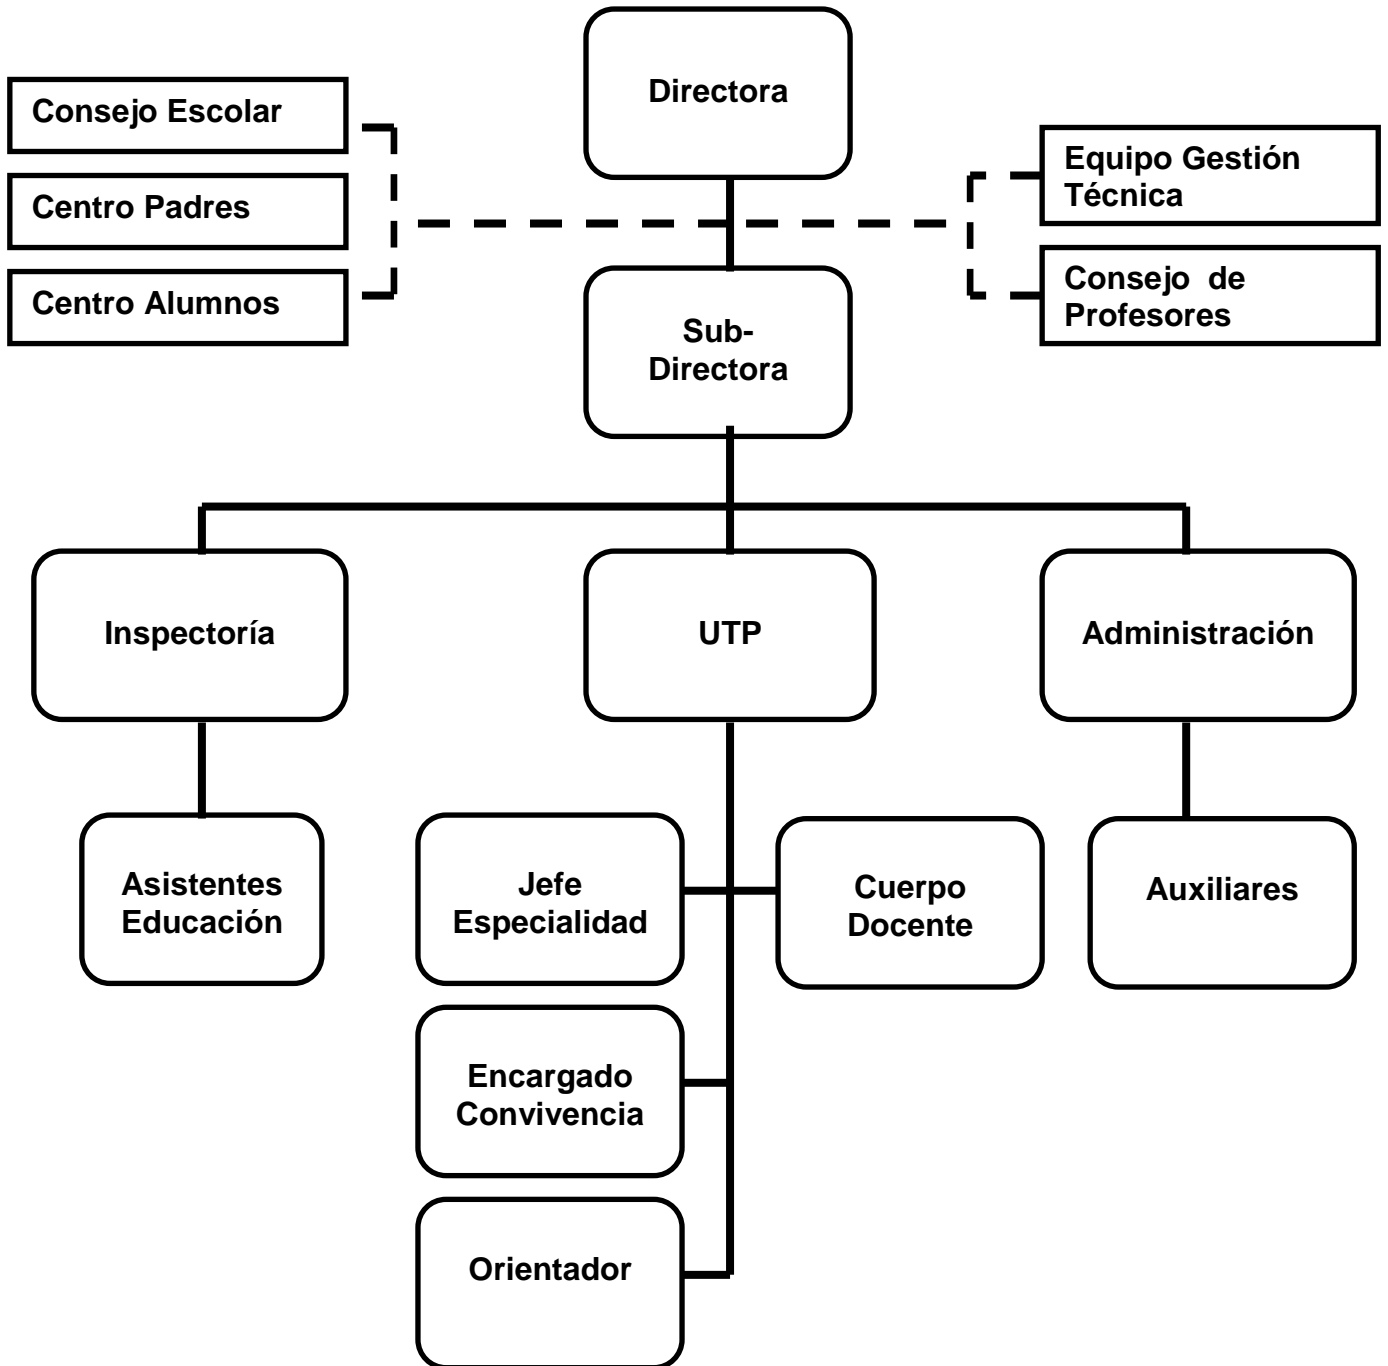 Directora
Consejo Escolar
Centro Padres
Centro Alumnos
Equipo Gestión
Técnica
Consejo de
Profesores
Sub-
Directora
Inspectoría
UTP
Administración
Asistentes
Educación
Jefe
Especialidad
Cuerpo
Docente
Auxiliares
Encargado
Convivencia
Orientador